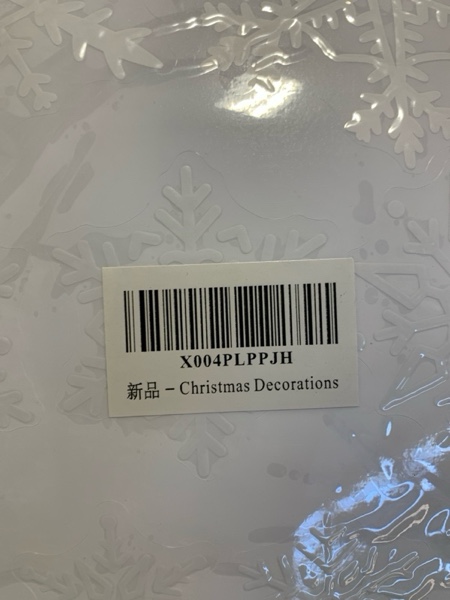 X004PLPPJH
新品 – Christmas Decorations